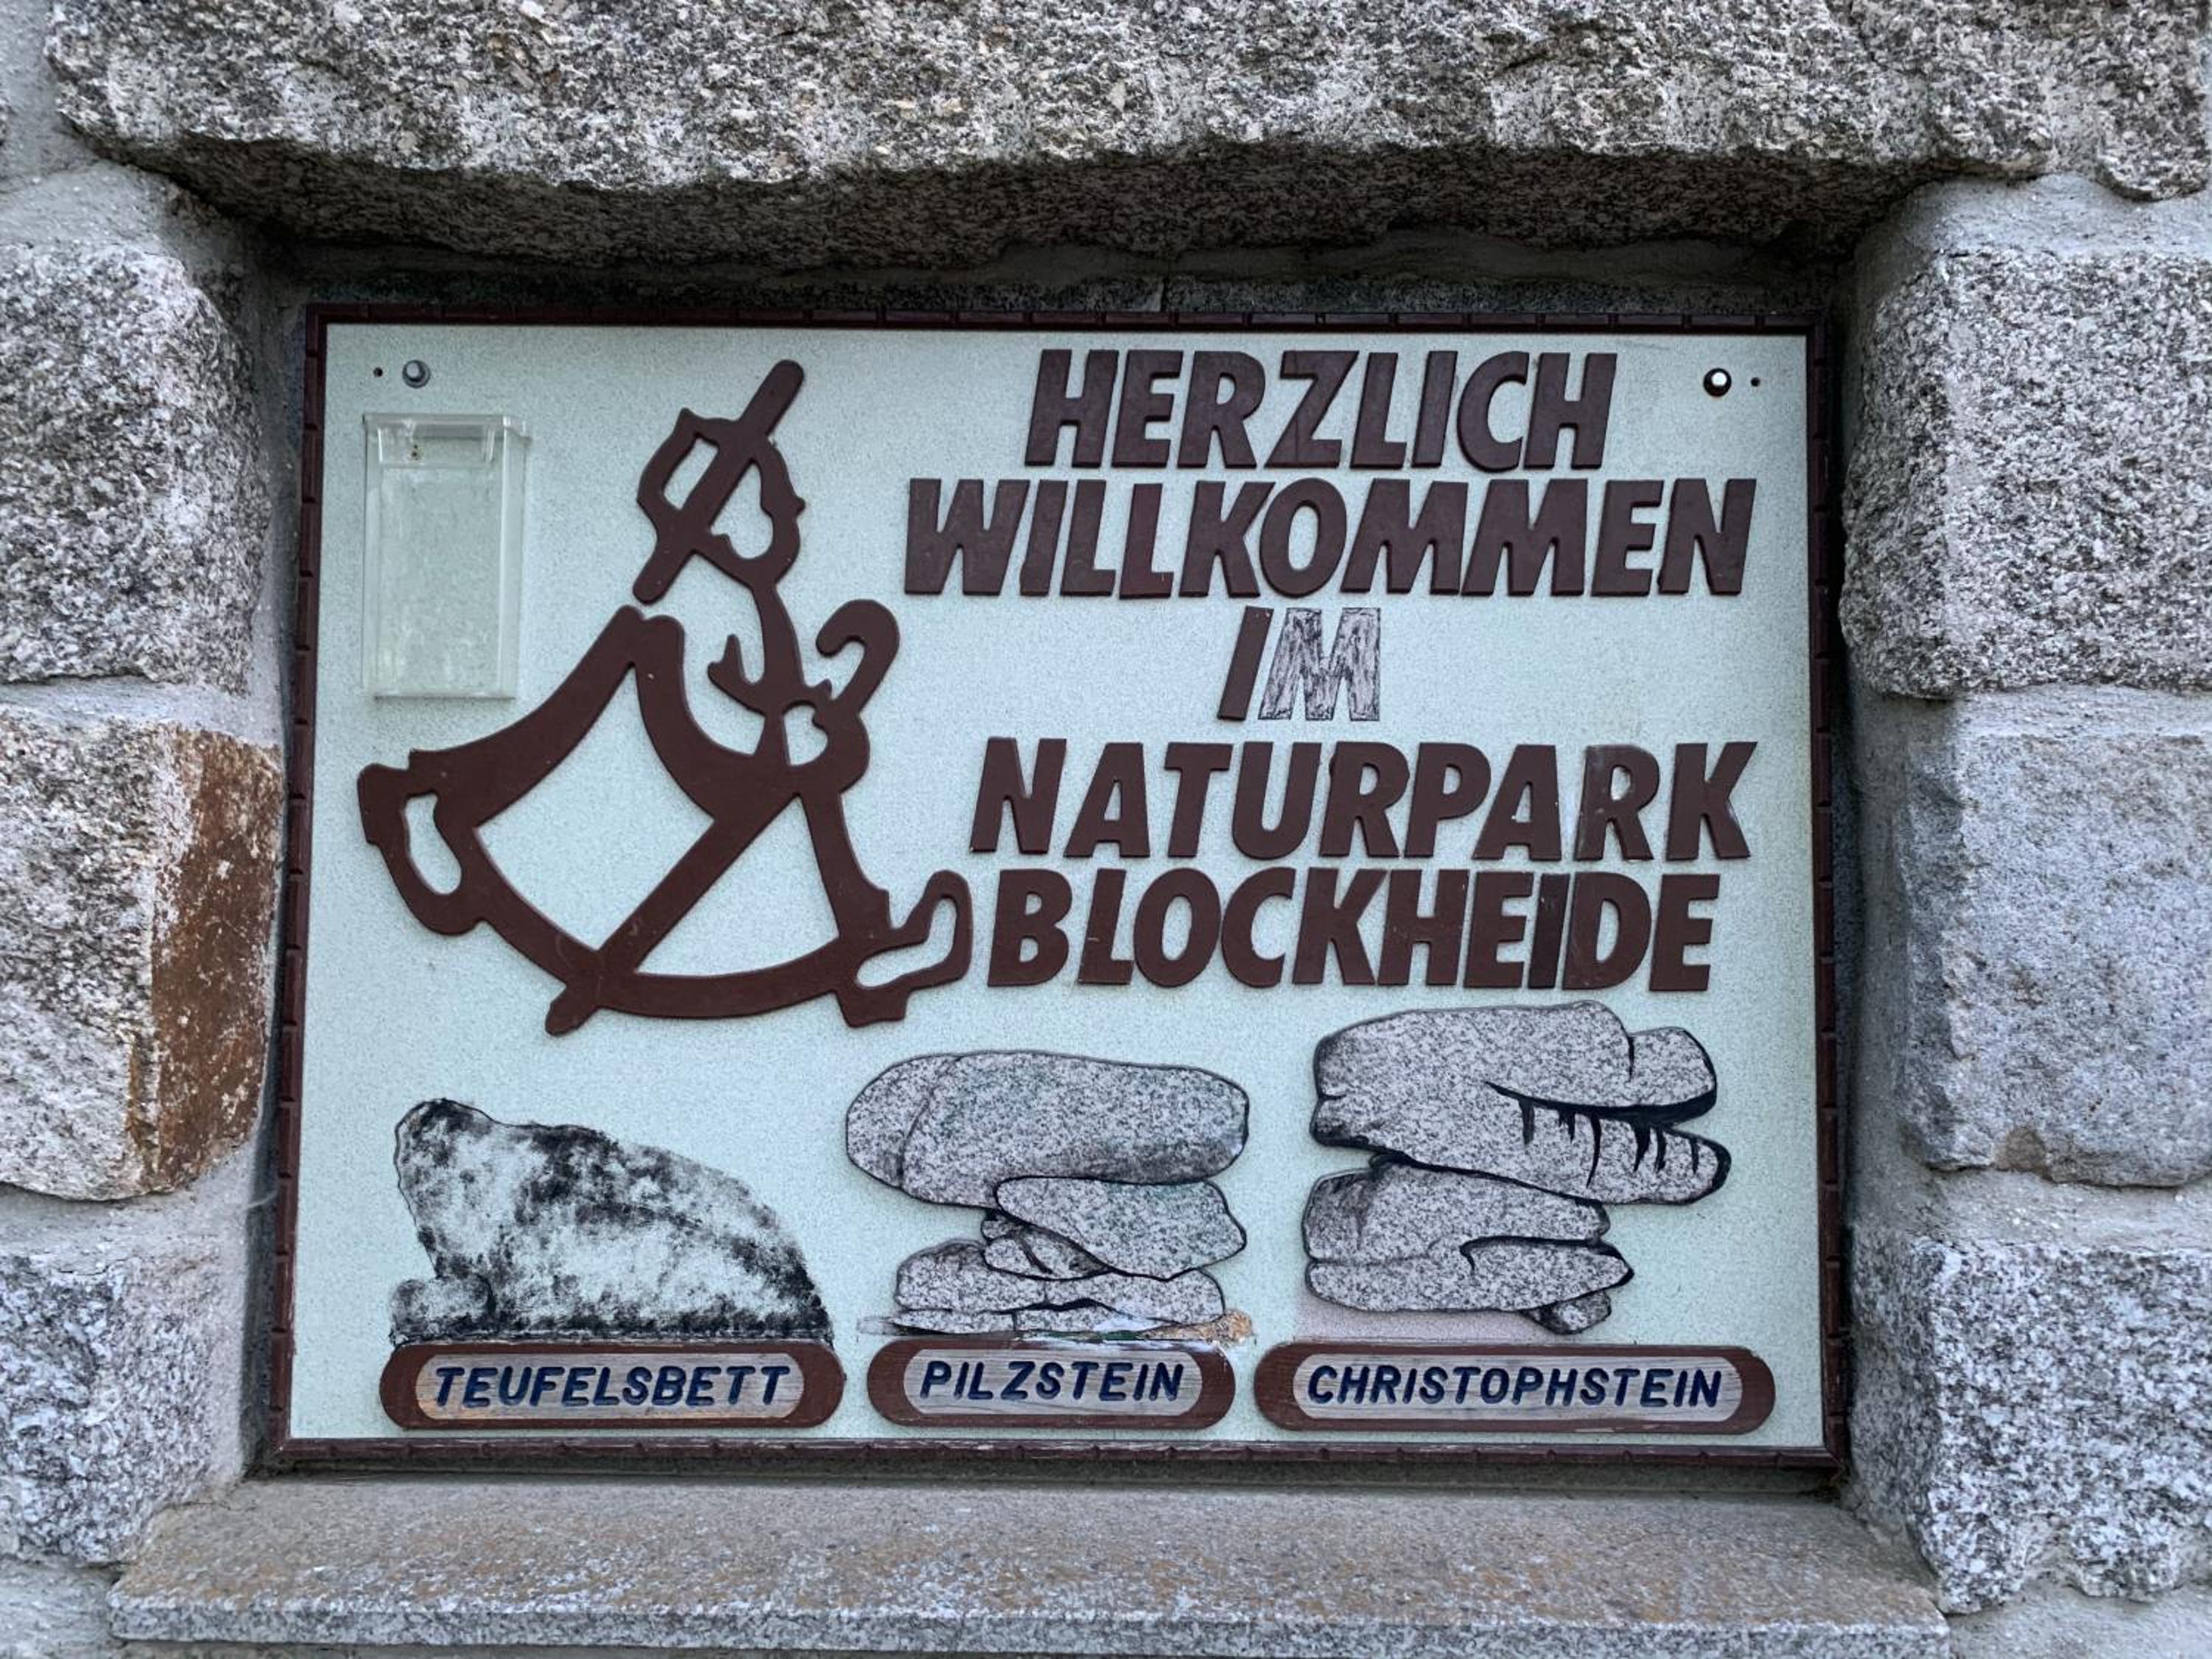 HERZLICH
WILLKOMMEN
IM
NATURPARK
BLOCKHEIDE
TEUFELSBETT
PILZSTEIN
CHRISTOPHSTEIN